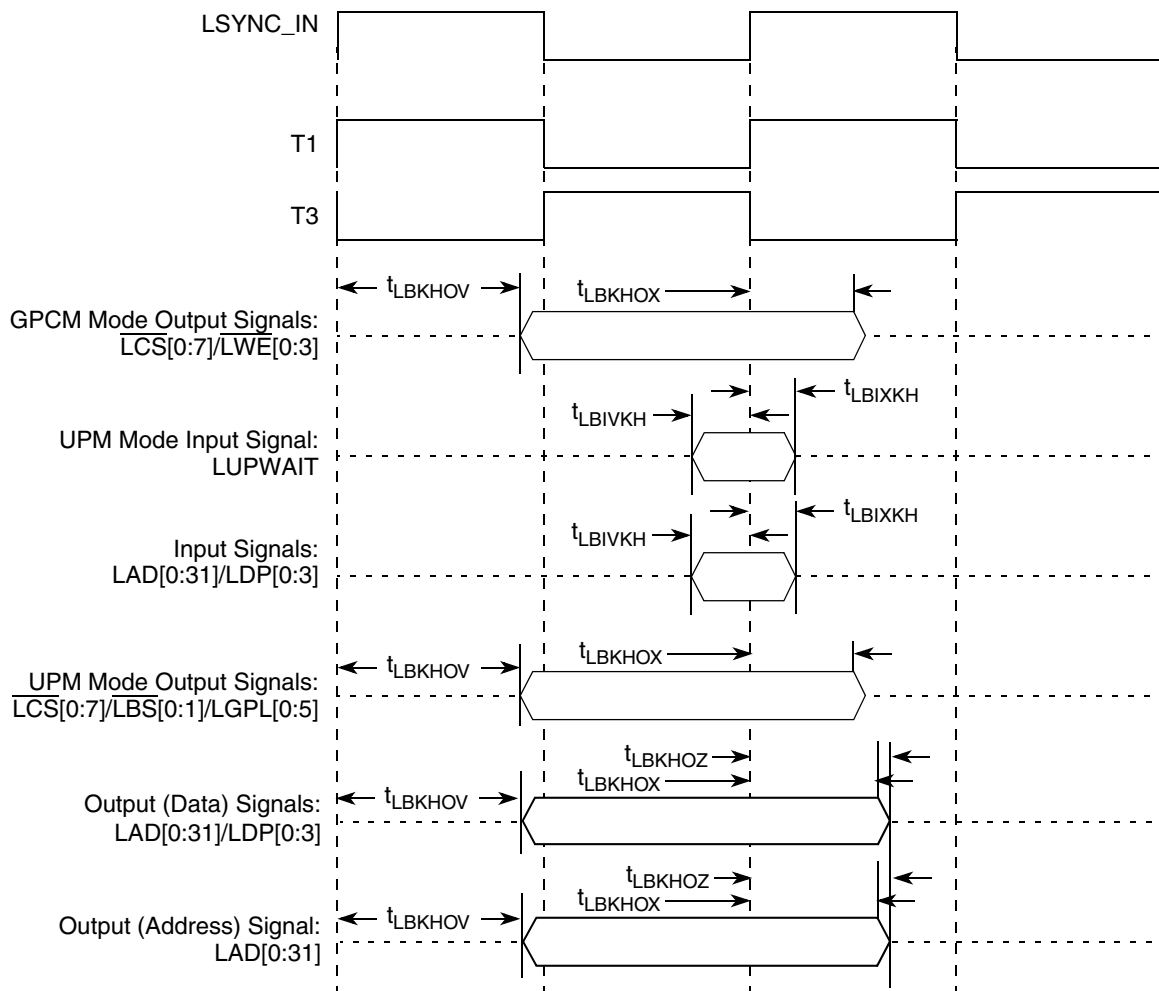 LSYNC_IN
T1
T3
tLBKHOV
tLBKHOX
GPCM Mode Output Signals:
LCS[0:7]/LWE[0:3]
tLBIXKH
tLBIVKH
UPM Mode Input Signal:
LUPWAIT
tLBIXKH
tLBIVKH
Input Signals:
LAD[0:31]/LDP[0:3]
tLBKHOX
tLBKHOV
UPM Mode Output Signals:
LCS[0:7]/LBS[0:1]/LGPL[0:5]
tLBKHOZ
tLBKHOX
tLBKHOV
Output (Data) Signals:
LAD[0:31]/LDP[0:3]
tLBKHOZ
tLBKHOX
tLBKHOV
Output (Address) Signal:
LAD[0:31]